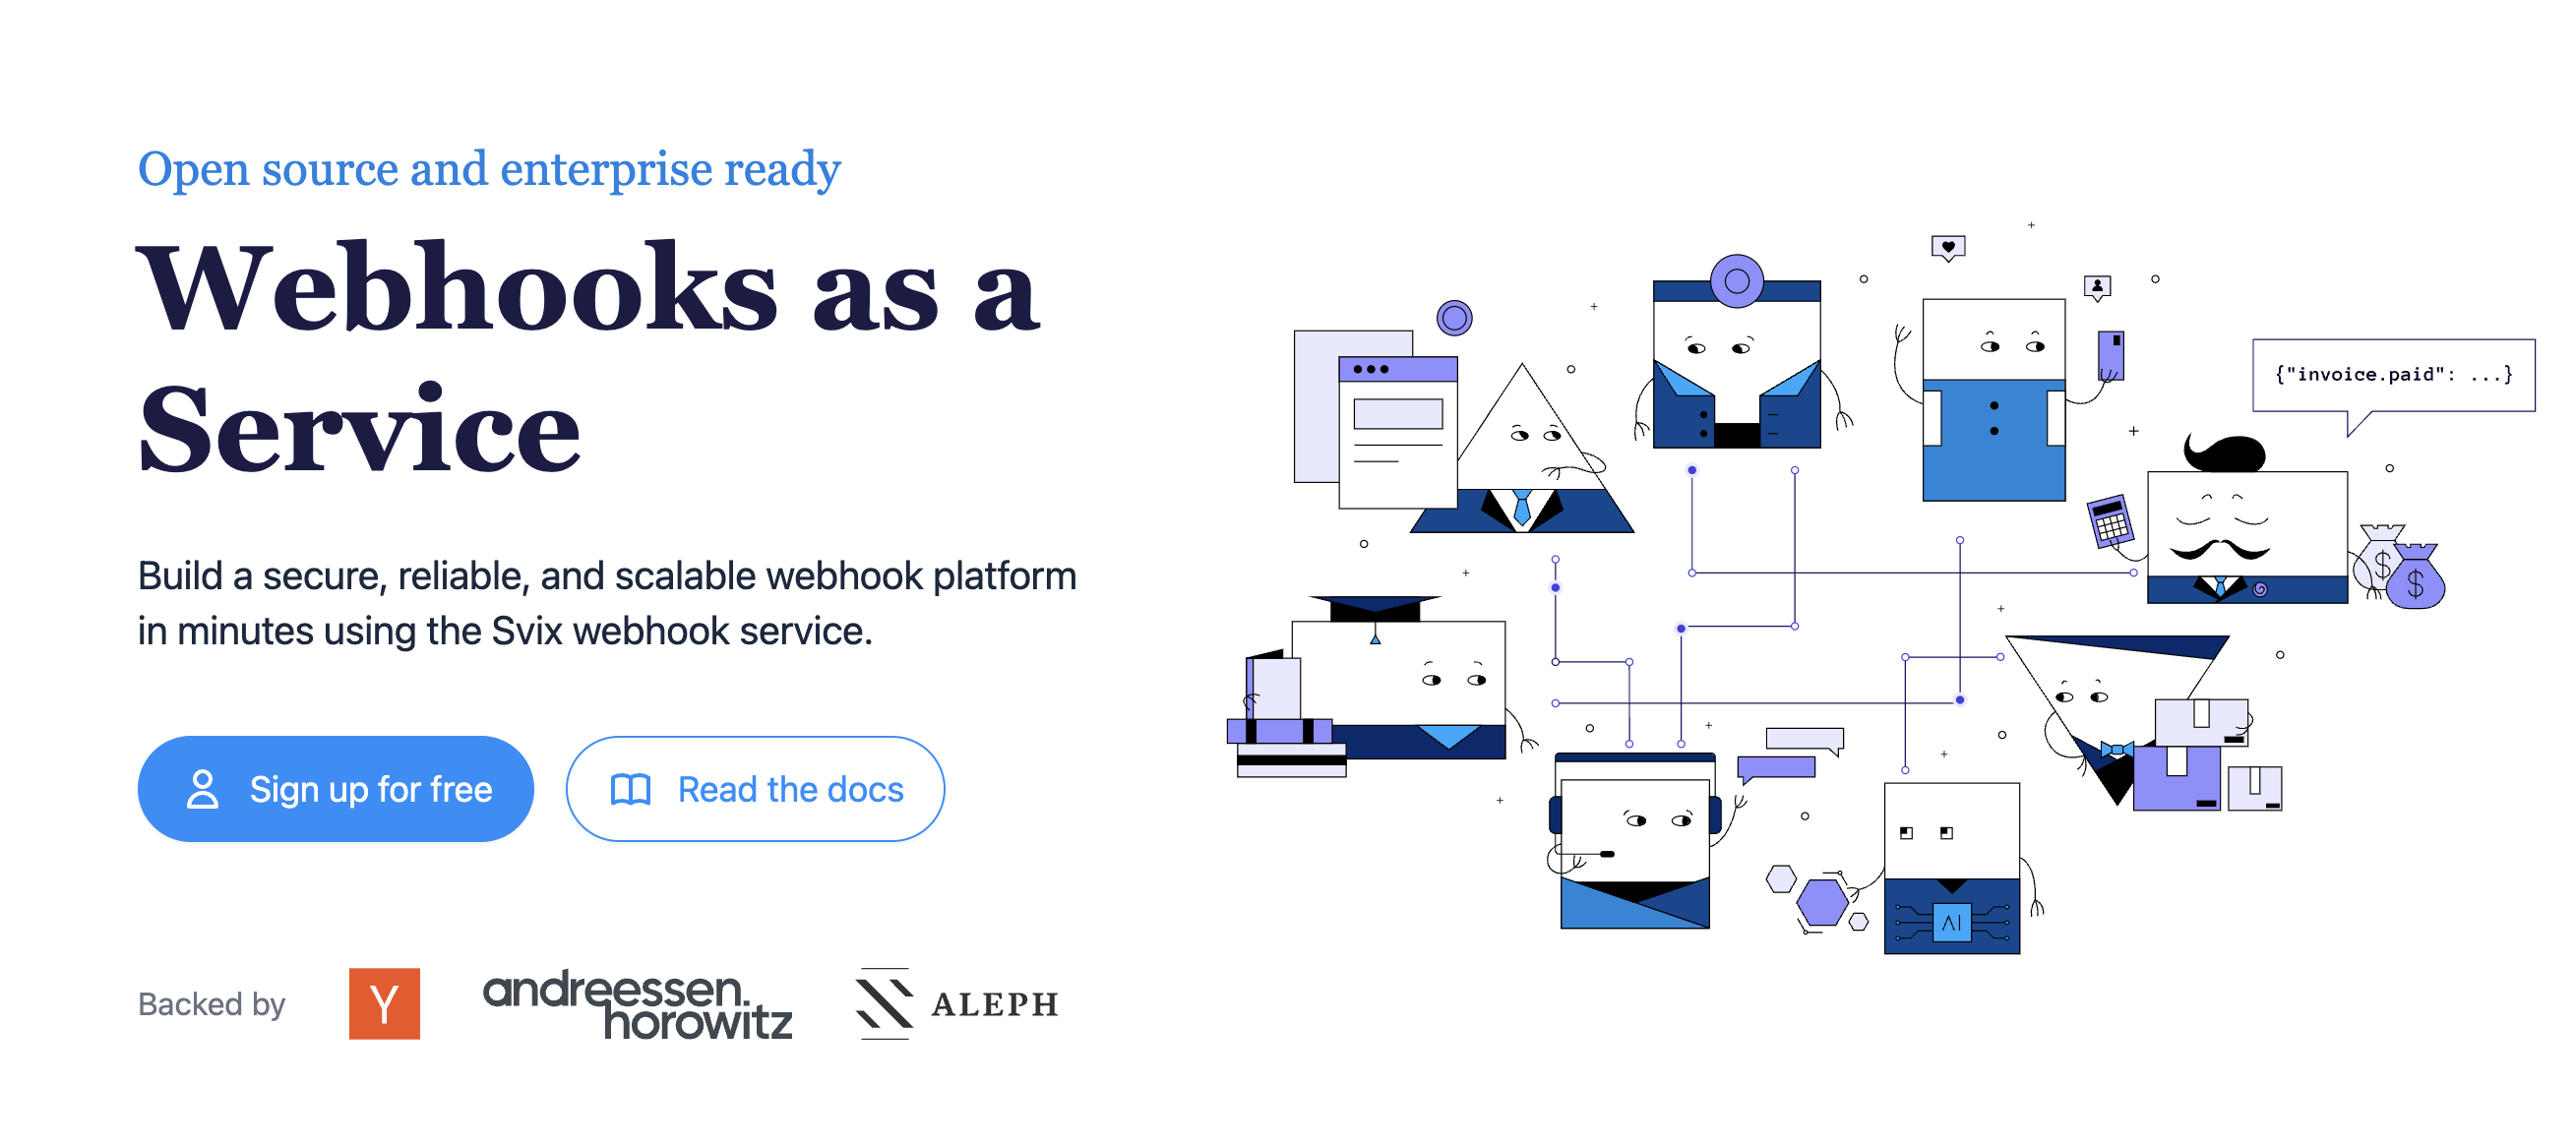 Open source and enterprise ready
Webhooks as a
Service
Build a secure, reliable, and scalable webhook platform
in minutes using the Svix webhook service.
Sign up for free
Read the docs
Backed by
Y
andreessen.
horowitz
ALEPH
{"invoice.paid": ...}
$
$
AI